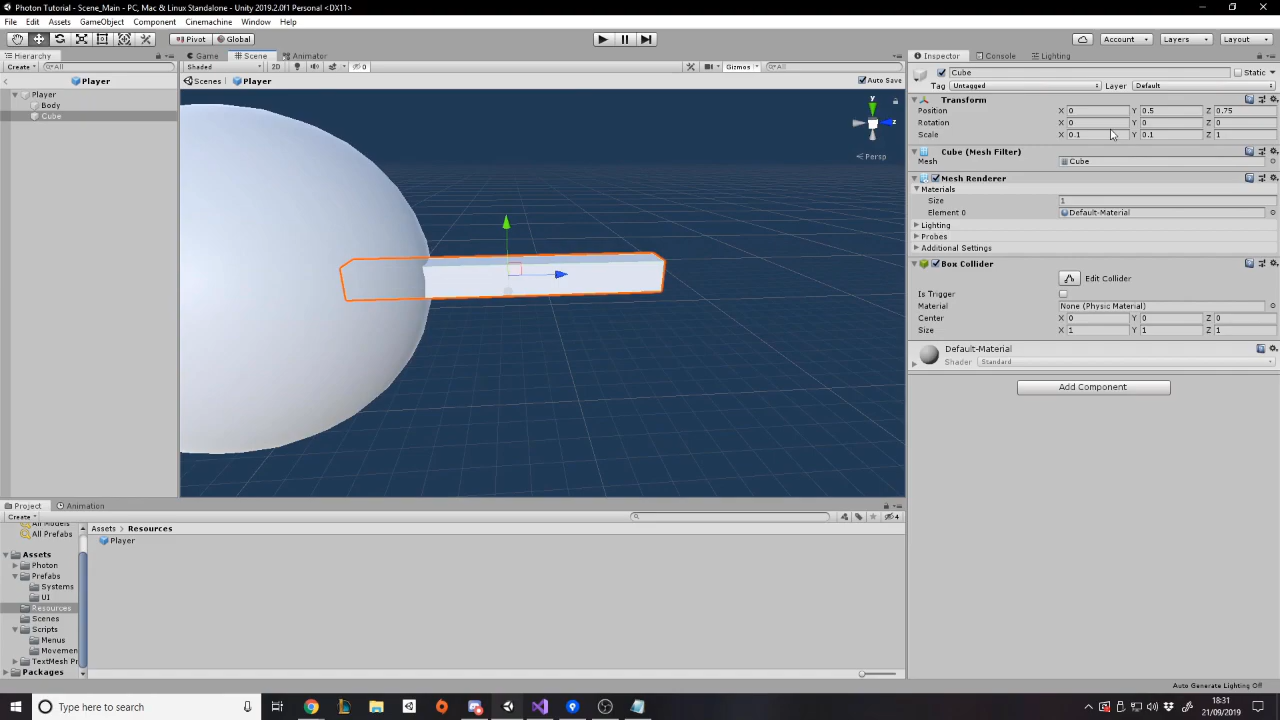 Photon Tutorial - Scene_Main - PC, Mac & Linux Standalone - Unity 2019.2.0f1 Personal <DX11>
File Edit Assets GameObject Component Cinemachine Window Help
Pivot Global Account Layers Layout
Hierarchy Game Scene Animator Inspector Console Lighting
Create All Shaded 2D 0 Gizmos All Cube Static
Player Scenes Player Auto Save Tag Untagged Layer Default
Player
Body
Cube
y
z
Persp
Transform
Position X 0 Y 0.5 Z 0.75
Rotation X 0 Y 0 Z 0
Scale X 0.1 Y 0.1 Z 1
Cube (Mesh Filter)
Mesh Cube
Mesh Renderer
Materials
Size 1
Element 0 Default-Material
Lighting
Probes
Additional Settings
Box Collider
Edit Collider
Is Trigger
Material None (Physic Material)
Center X 0 Y 0 Z 0
Size X 1 Y 1 Z 1
Default-Material
Shader Standard
Add Component
Project Animation
Create 4
All Models
All Prefabs
Assets
Photon
Prefabs
Systems
UI
Resources
Scenes
Scripts
Menus
Movemen
TextMesh Pr
Packages
Assets Resources
Player
Auto Generate Lighting Off
Type here to search
18:31
21/09/2019